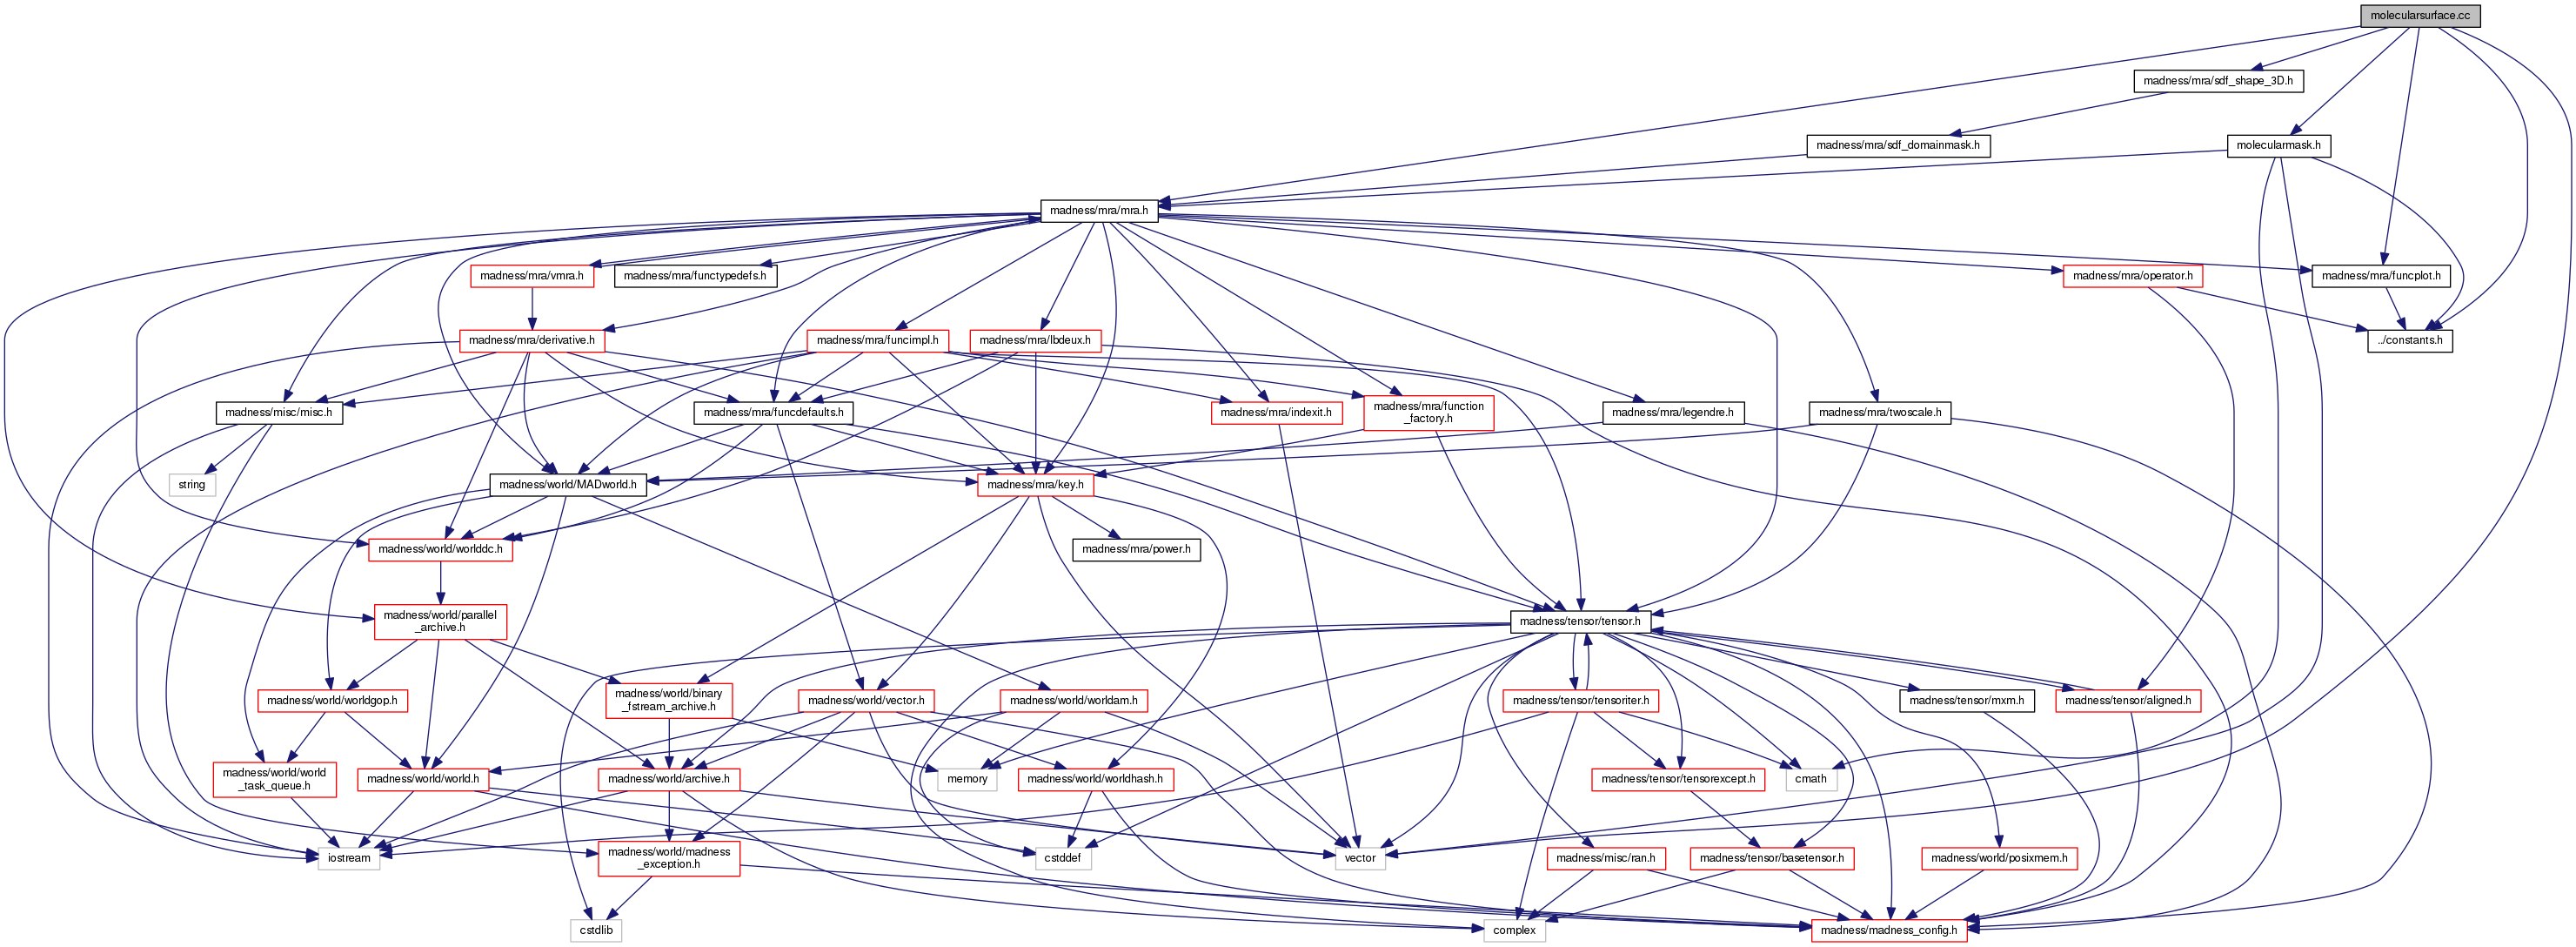 molecularsurface.cc
madness/mra/sdf_shape_3D.h
madness/mra/sdf_domainmask.h
molecularmask.h
madness/mra/mra.h
madness/mra/vmra.h
madness/mra/functypedefs.h
madness/mra/operator.h
madness/mra/funcplot.h
madness/mra/derivative.h
madness/mra/funcimpl.h
madness/mra/lbdeux.h
../constants.h
madness/misc/misc.h
madness/mra/funcdefaults.h
madness/mra/indexit.h
madness/mra/function
_factory.h
madness/mra/legendre.h
madness/mra/twoscale.h
string
madness/world/MADworld.h
madness/mra/key.h
madness/world/worlddc.h
madness/mra/power.h
madness/world/parallel
_archive.h
madness/tensor/tensor.h
madness/world/worldgop.h
madness/world/binary
_fstream_archive.h
madness/world/vector.h
madness/world/worldam.h
madness/tensor/tensoriter.h
madness/tensor/mxm.h
madness/tensor/aligned.h
madness/world/world
_task_queue.h
madness/world/world.h
madness/world/archive.h
memory
madness/world/worldhash.h
madness/tensor/tensorexcept.h
cmath
iostream
madness/world/madness
_exception.h
cstddef
vector
madness/misc/ran.h
madness/tensor/basetensor.h
madness/world/posixmem.h
cstdlib
complex
madness/madness_config.h